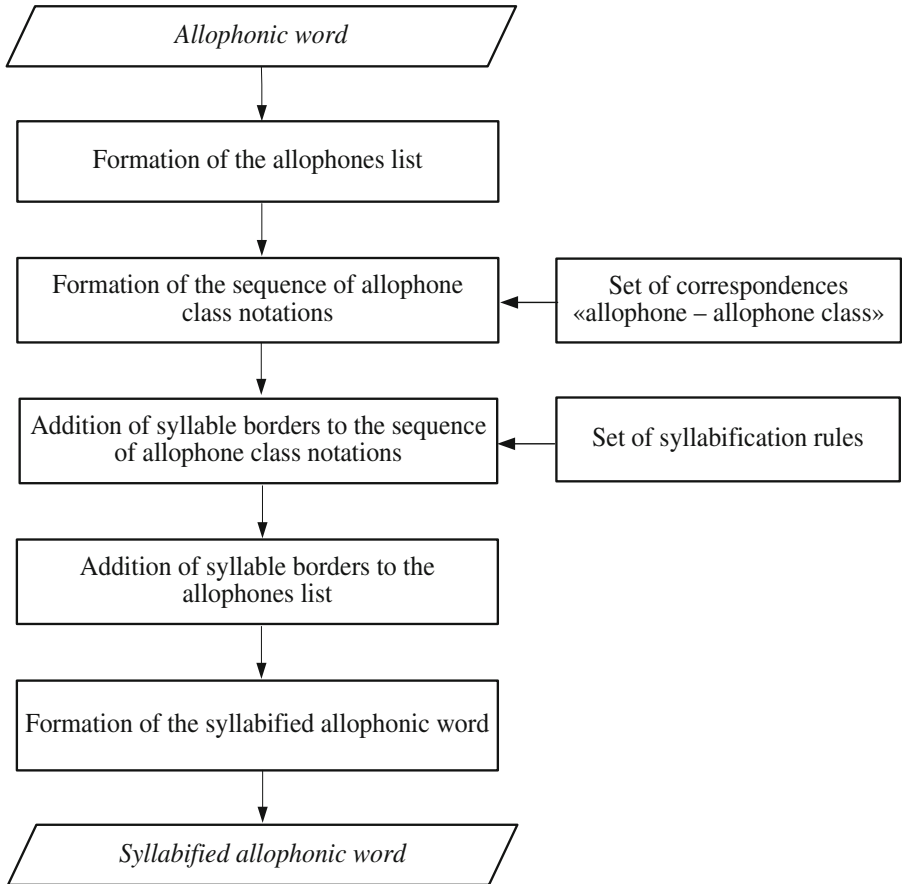 Allophonic word
Formation of the allophones list
Formation of the sequence of allophone
class notations
Set of correspondences
«allophone – allophone class»
Addition of syllable borders to the sequence
of allophone class notations
Set of syllabification rules
Addition of syllable borders to the
allophones list
Formation of the syllabified allophonic word
Syllabified allophonic word